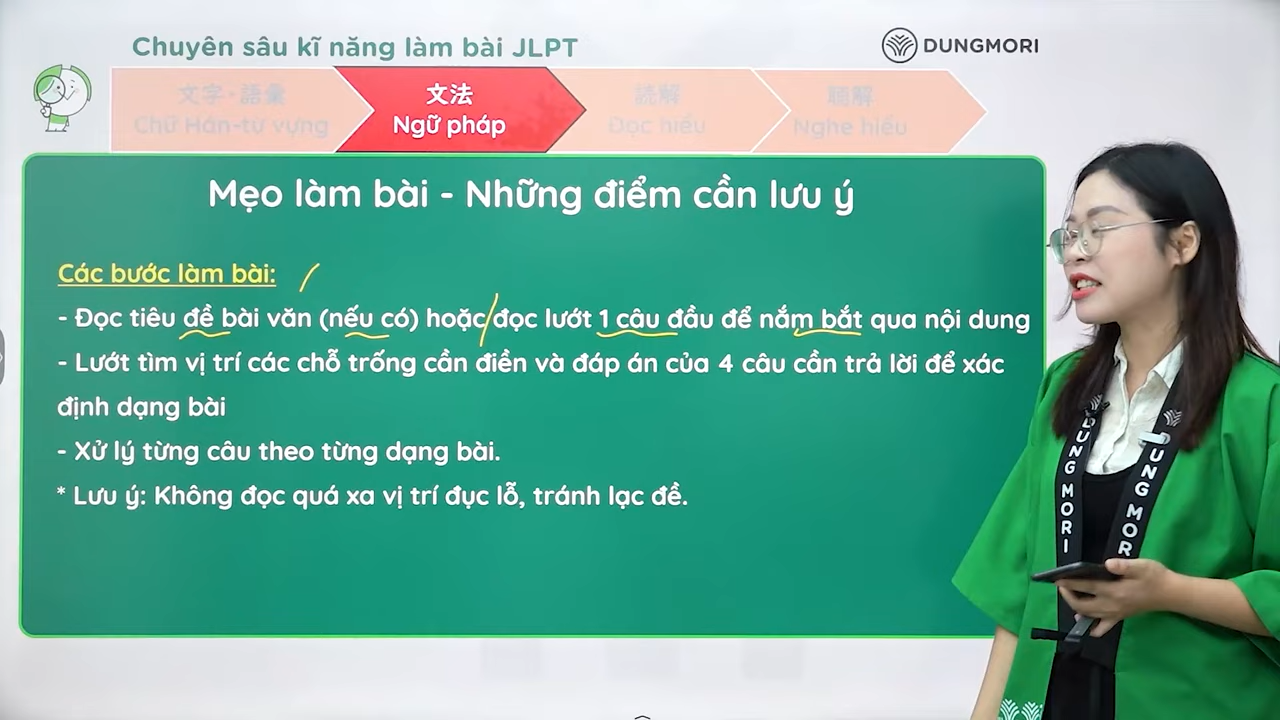 Chuyên sâu kĩ năng làm bài JLPT
DUNGMORI
文字・語彙
Chữ Hán-từ vựng
文法
Ngữ pháp
読解
Đọc hiểu
聴解
Nghe hiểu
Mẹo làm bài - Những điểm cần lưu ý
Các bước làm bài:
- Đọc tiêu đề bài văn (nếu có) hoặc đọc lướt 1 câu đầu để nắm bắt qua nội dung
- Lướt tìm vị trí các chỗ trống cần điền và đáp án của 4 câu cần trả lời để xác
định dạng bài
- Xử lý từng câu theo từng dạng bài.
* Lưu ý: Không đọc quá xa vị trí đục lỗ, tránh lạc đề.
DUNG MORI
DUNG MOR